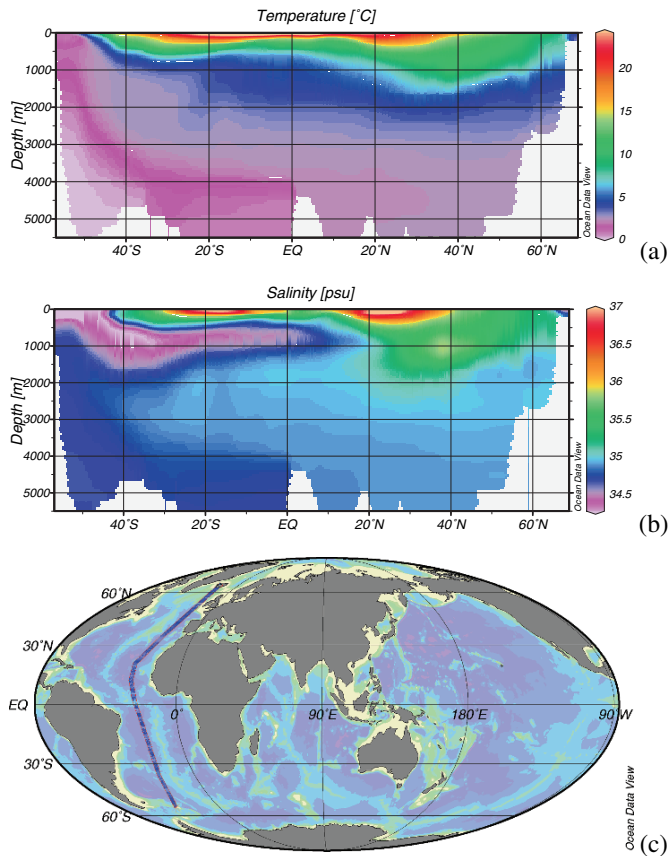 Temperature [˚C]
0
1000
2000
3000
4000
5000
Depth [m]
40˚S 20˚S EQ 20˚N 40˚N 60˚N
Ocean Data View
20
15
10
5
0
(a)
Salinity [psu]
0
1000
2000
3000
4000
5000
Depth [m]
40˚S 20˚S EQ 20˚N 40˚N 60˚N
Ocean Data View
37
36.5
36
35.5
35
34.5
(b)
60˚N
30˚N
EQ 0˚ 90˚E 180˚E 90˚W
30˚S
60˚S
Ocean Data View
(c)